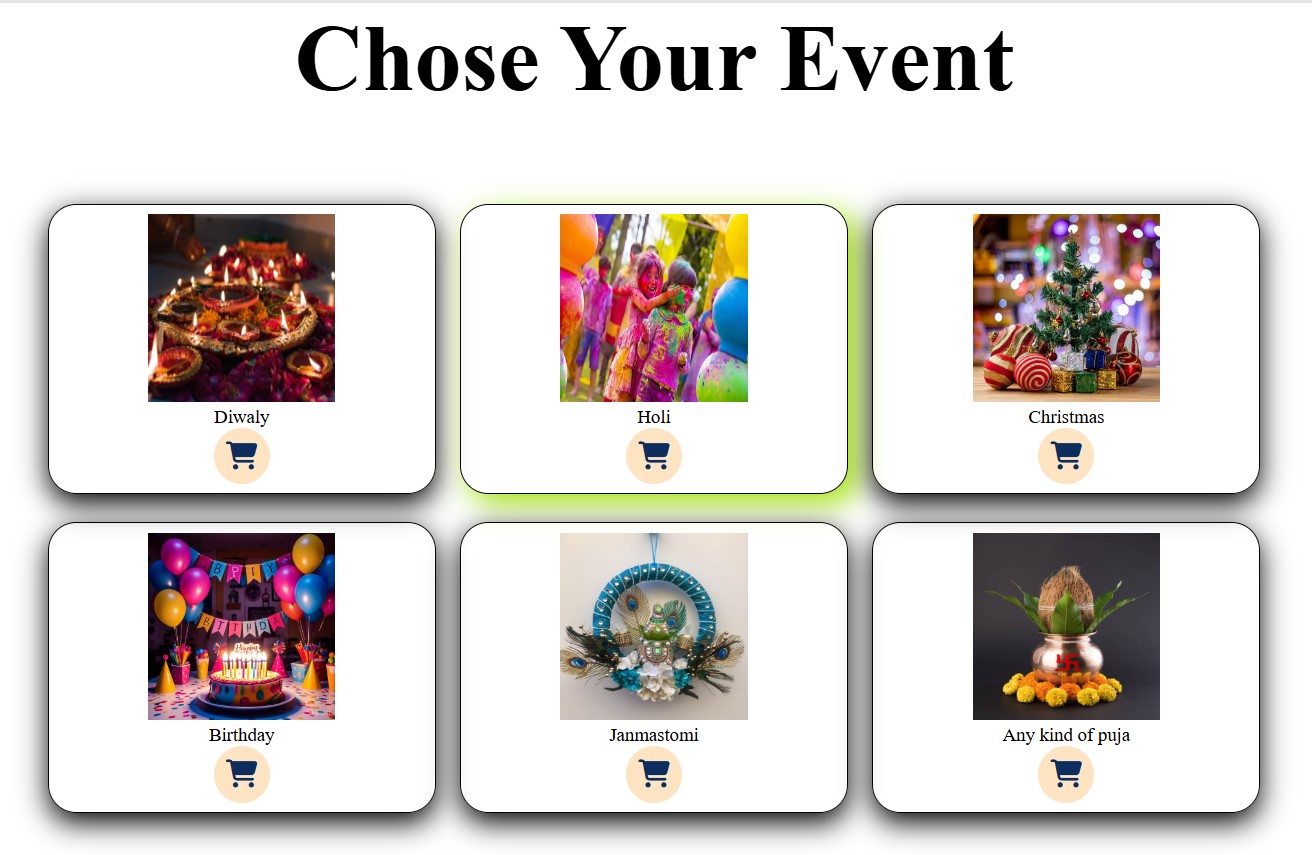 Chose Your Event
Diwaly
Holi
Christmas
Birthday
Janmastomi
Any kind of puja